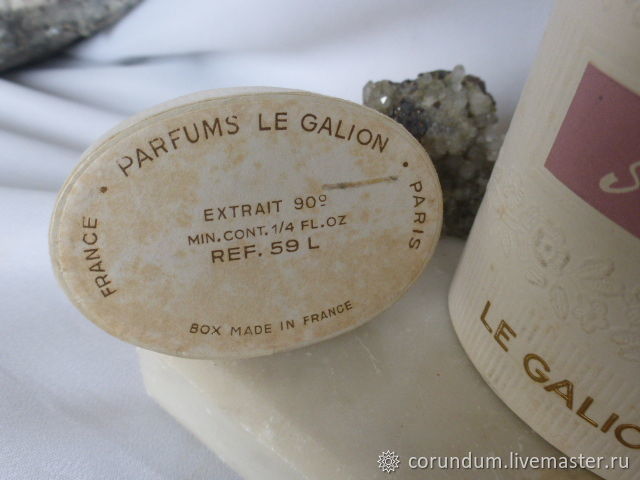 PARFUMS LE GALION
FRANCE
PARIS
EXTRAIT 90º
MIN. CONT. 1/4 FL. OZ
REF. 59 L
BOX MADE IN FRANCE
S
LE GALIO
corundum.livemaster.ru